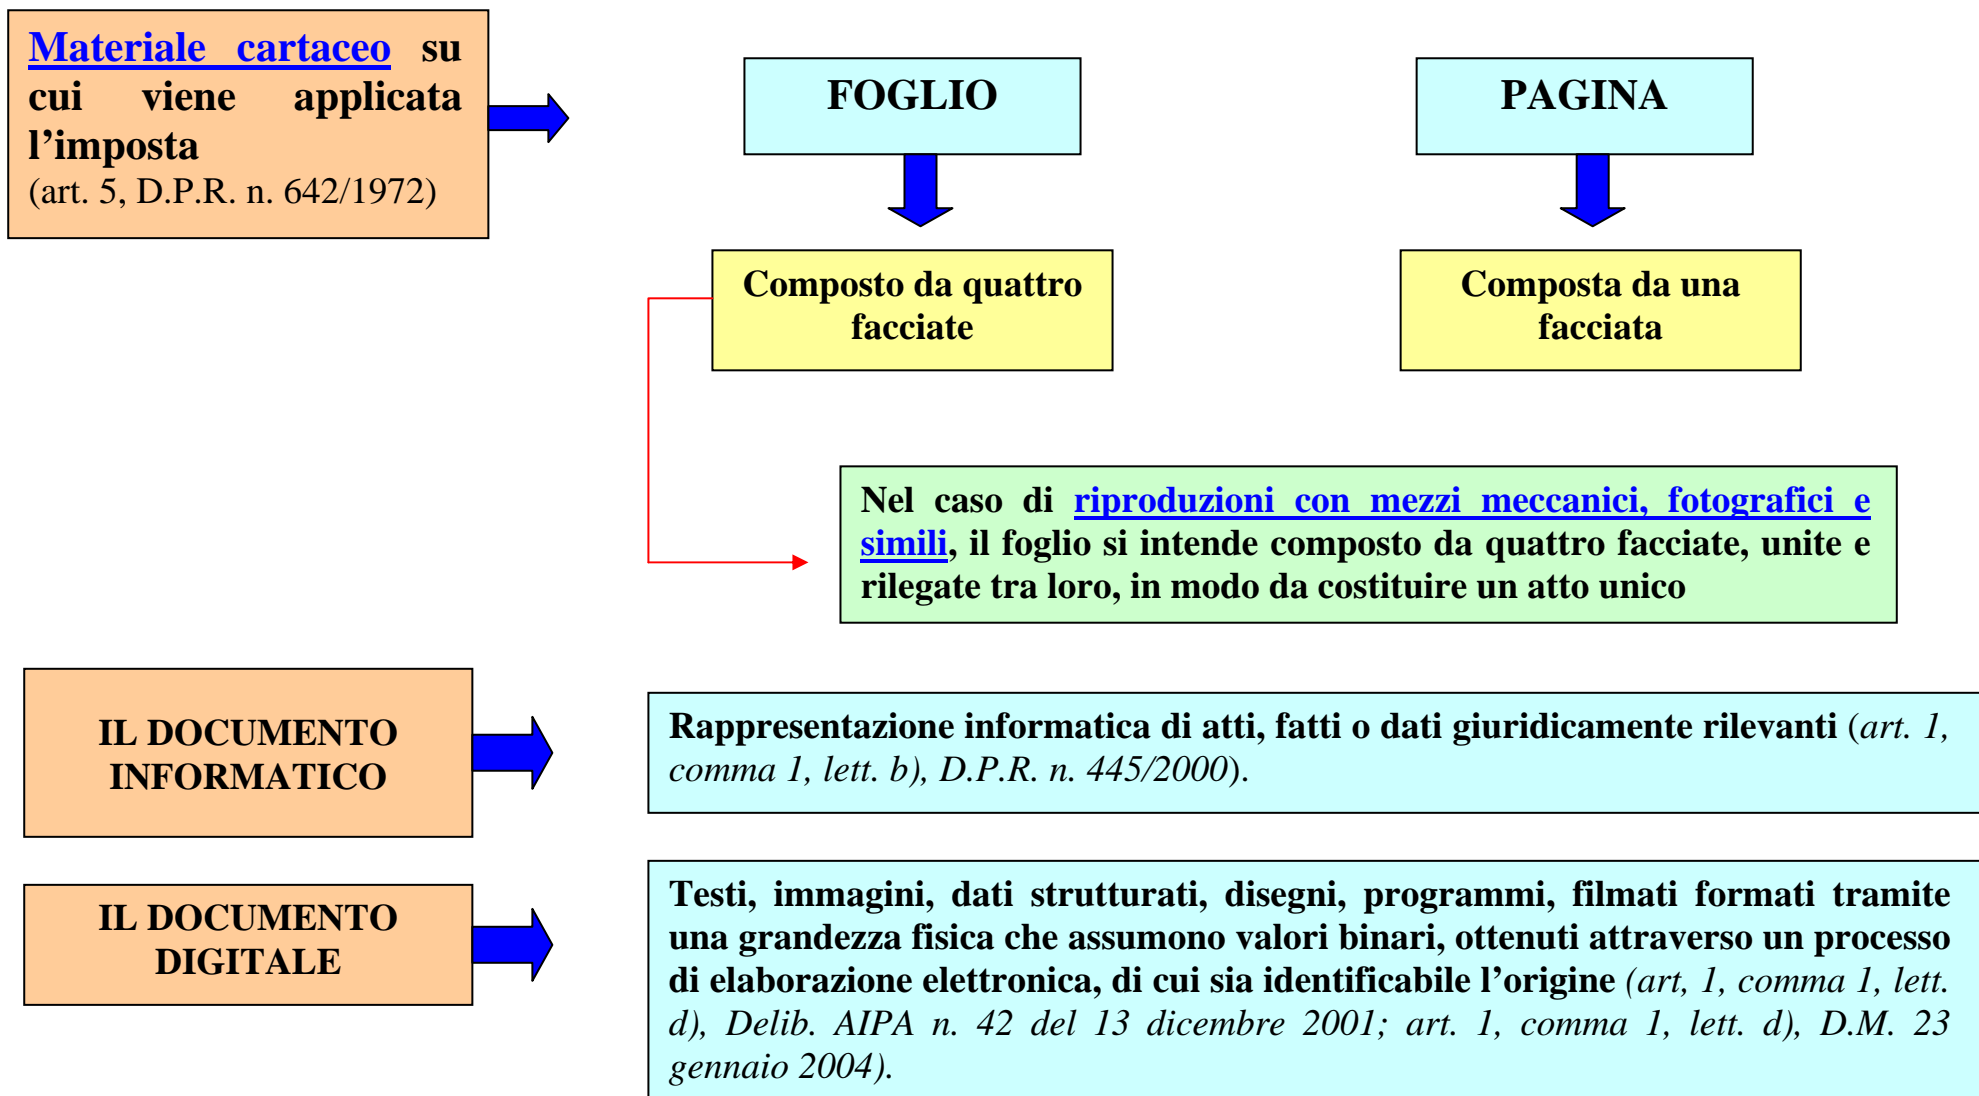 Materiale cartaceo su
cui viene applicata
l’imposta
(art. 5, D.P.R. n. 642/1972)
FOGLIO
PAGINA
Composto da quattro
facciate
Composta da una
facciata
Nel caso di riproduzioni con mezzi meccanici, fotografici e
simili, il foglio si intende composto da quattro facciate, unite e
rilegate tra loro, in modo da costituire un atto unico
IL DOCUMENTO
INFORMATICO
Rappresentazione informatica di atti, fatti o dati giuridicamente rilevanti (art. 1,
comma 1, lett. b), D.P.R. n. 445/2000).
IL DOCUMENTO
DIGITALE
Testi, immagini, dati strutturati, disegni, programmi, filmati formati tramite
una grandezza fisica che assumono valori binari, ottenuti attraverso un processo
di elaborazione elettronica, di cui sia identificabile l’origine (art, 1, comma 1, lett.
d), Delib. AIPA n. 42 del 13 dicembre 2001; art. 1, comma 1, lett. d), D.M. 23
gennaio 2004).